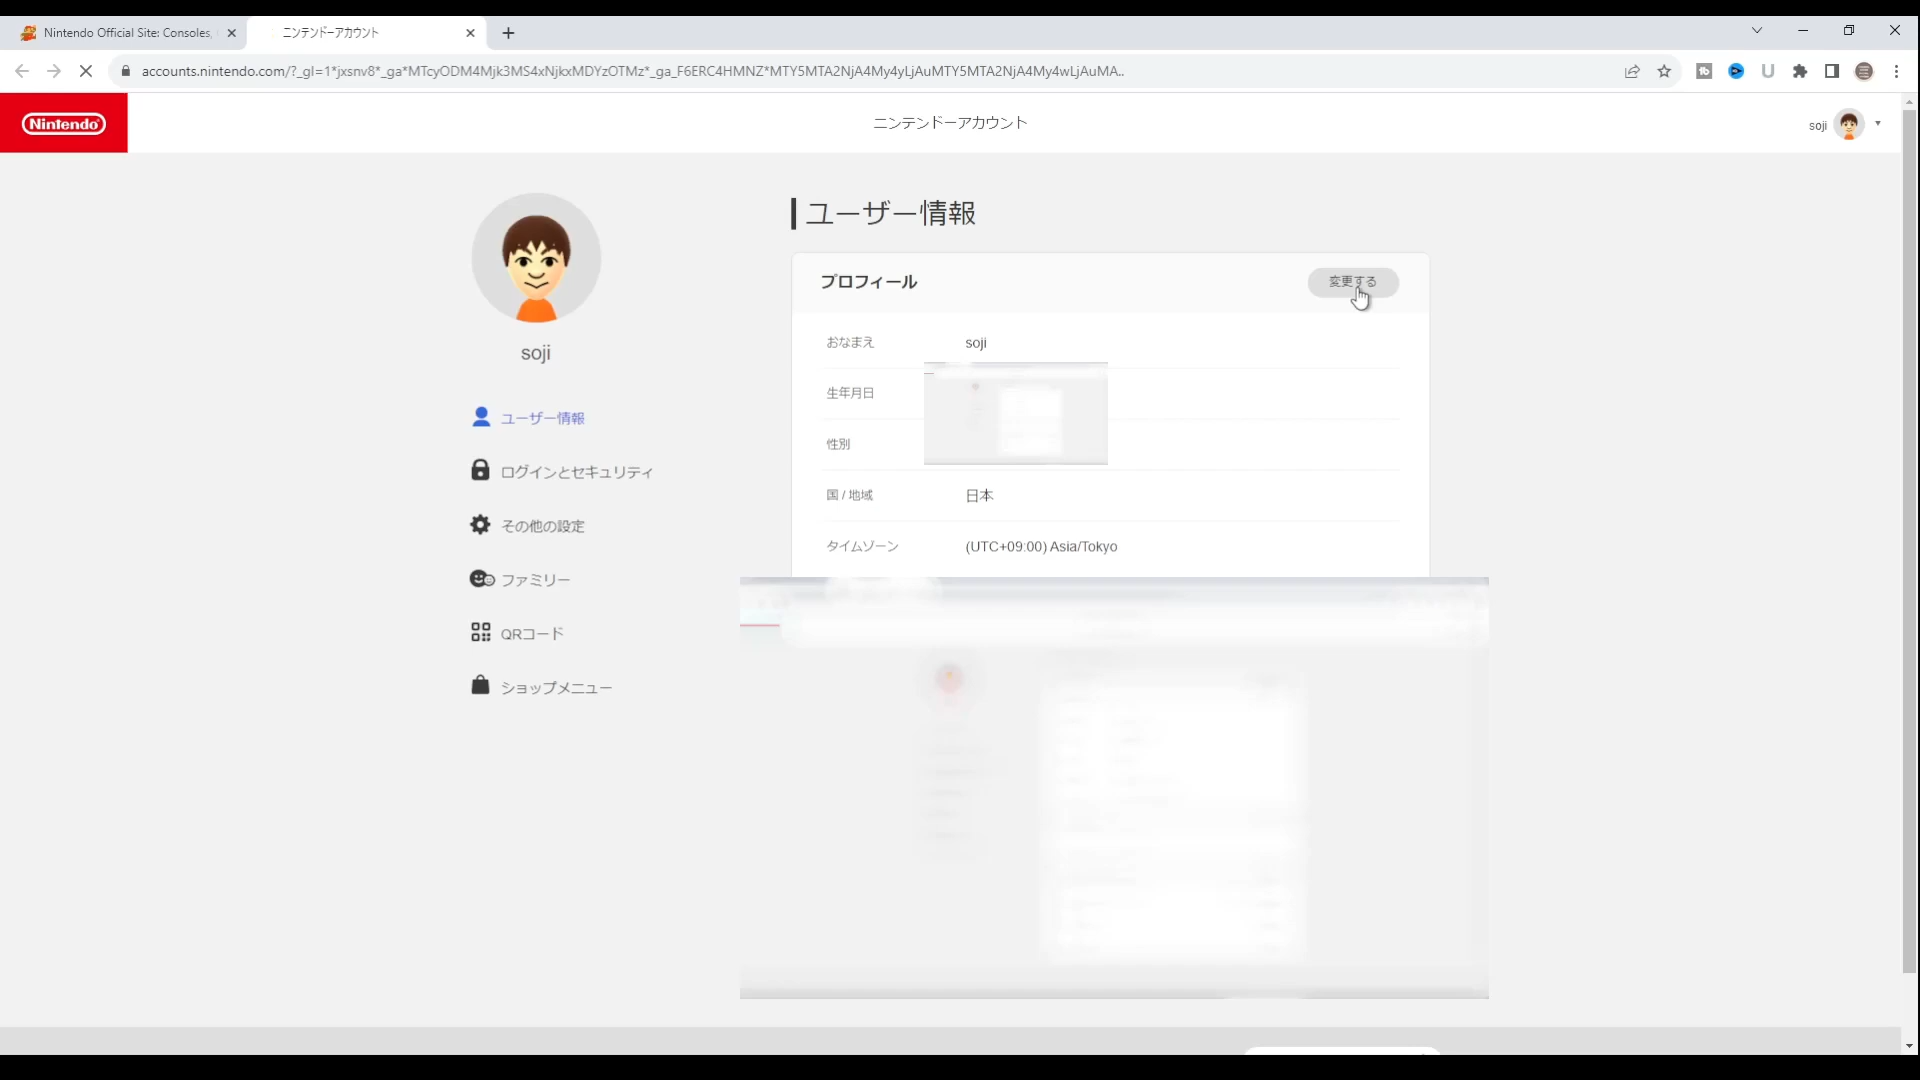 Nintendo Official Site: Consoles,
ニンテンドーアカウント
accounts.nintendo.com/?_gl=1*jxsnv8*_ga*MTcyODM4Mjk3MS4xNjkxMDYzOTMz*_ga_F6ERC4HMNZ*MTY5MTA2NjA4My4yLjAuMTY5MTA2NjA4My4wLjAuMA..
Nintendo
ニンテンドーアカウント
soji
soji
ユーザー情報
ログインとセキュリティ
その他の設定
ファミリー
QRコード
ショップメニュー
ユーザー情報
プロフィール
変更する
おなまえ soji
生年月日
性別
国 / 地域 日本
タイムゾーン (UTC+09:00) Asia/Tokyo